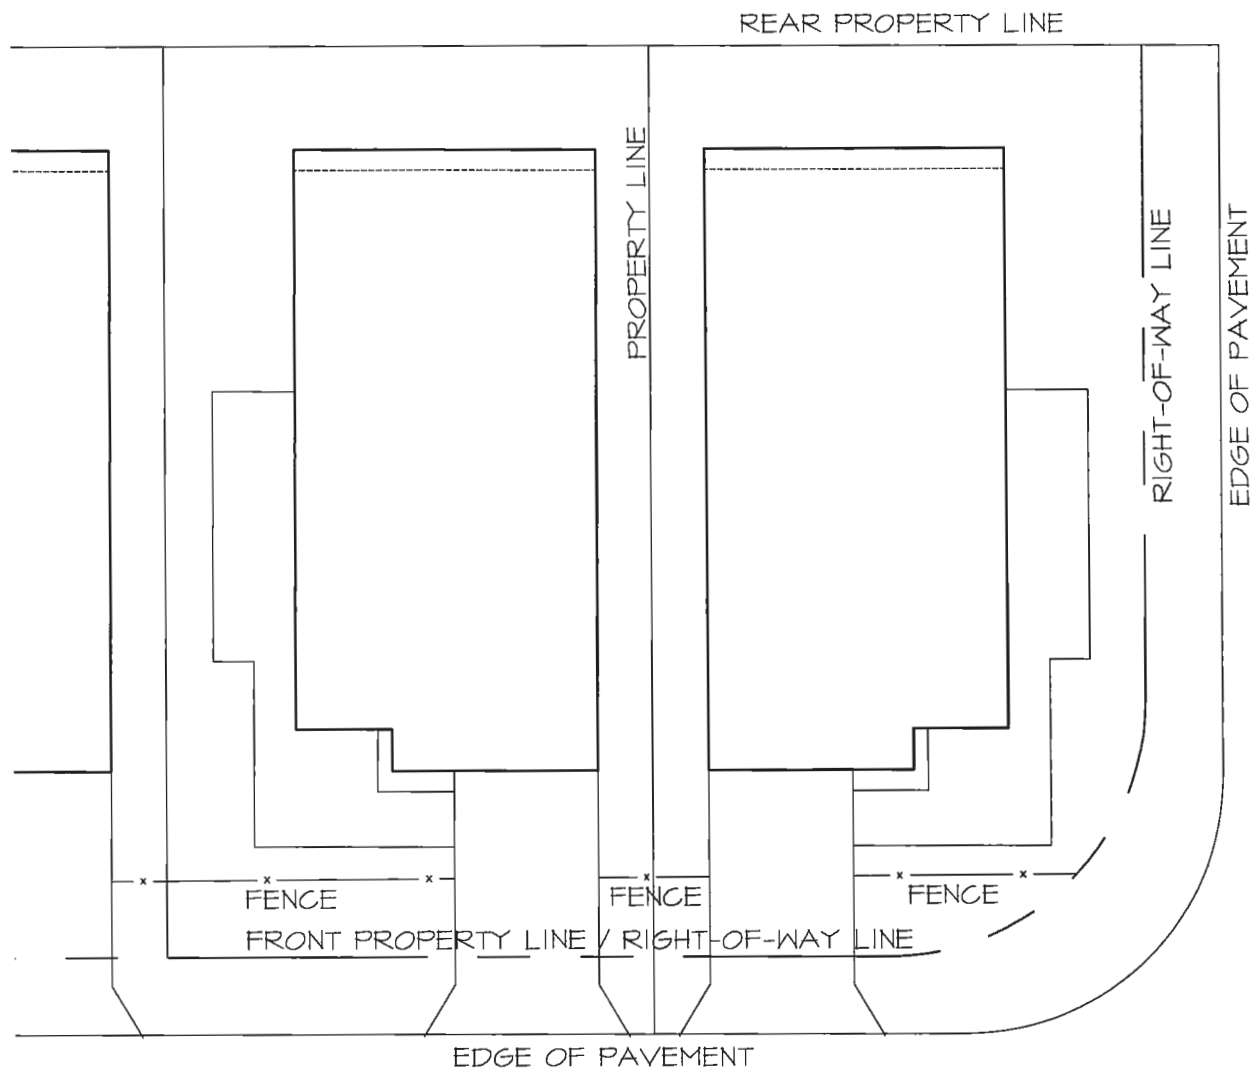 REAR PROPERTY LINE
PROPERTY LINE
RIGHT-OF-WAY LINE
EDGE OF PAVEMENT
FENCE
FENCE
FENCE
FRONT PROPERTY LINE / RIGHT-OF-WAY LINE
EDGE OF PAVEMENT